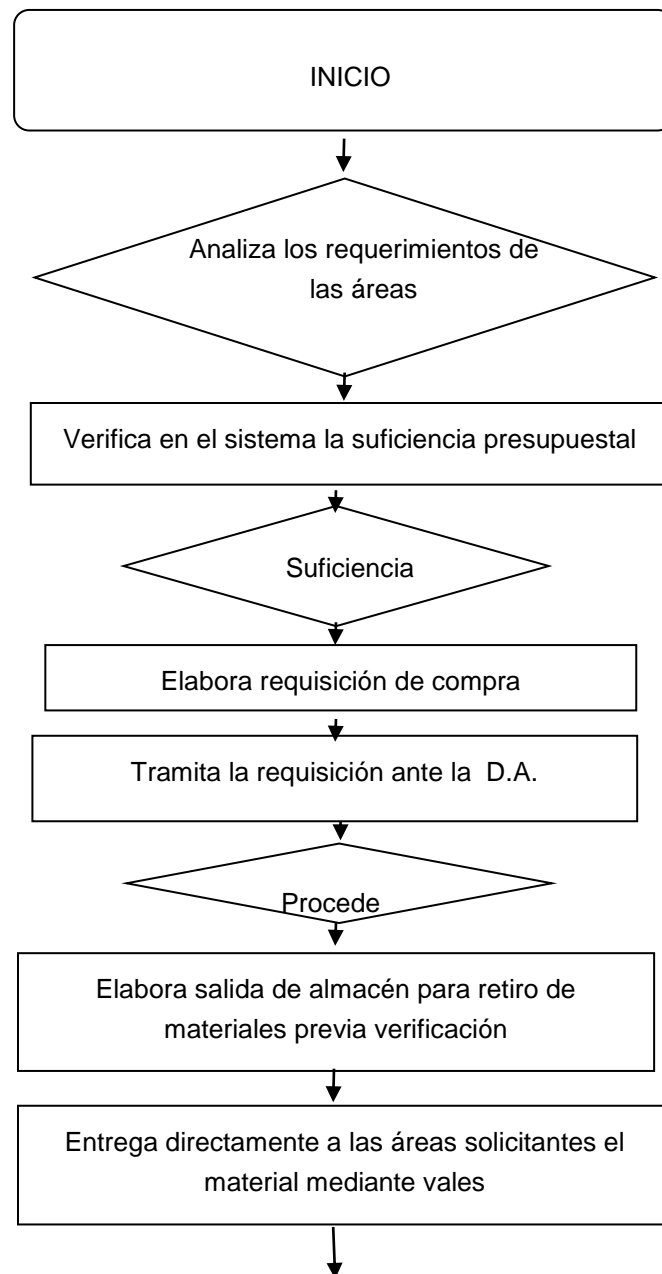 INICIO
Analiza los requerimientos de
las áreas
Verifica en el sistema la suficiencia presupuestal
Suficiencia
Elabora requisición de compra
Tramita la requisición ante la D.A.
Procede
Elabora salida de almacén para retiro de
materiales previa verificación
Entrega directamente a las áreas solicitantes el
material mediante vales